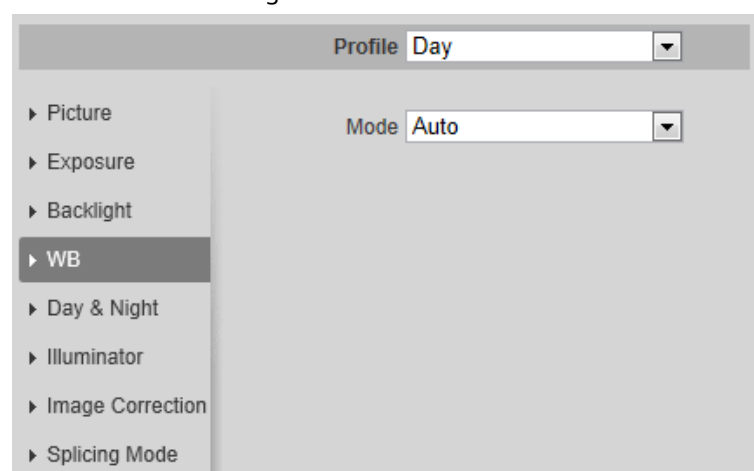 Profile Day
Picture
Mode Auto
Exposure
Backlight
WB
Day & Night
Illuminator
Image Correction
Splicing Mode